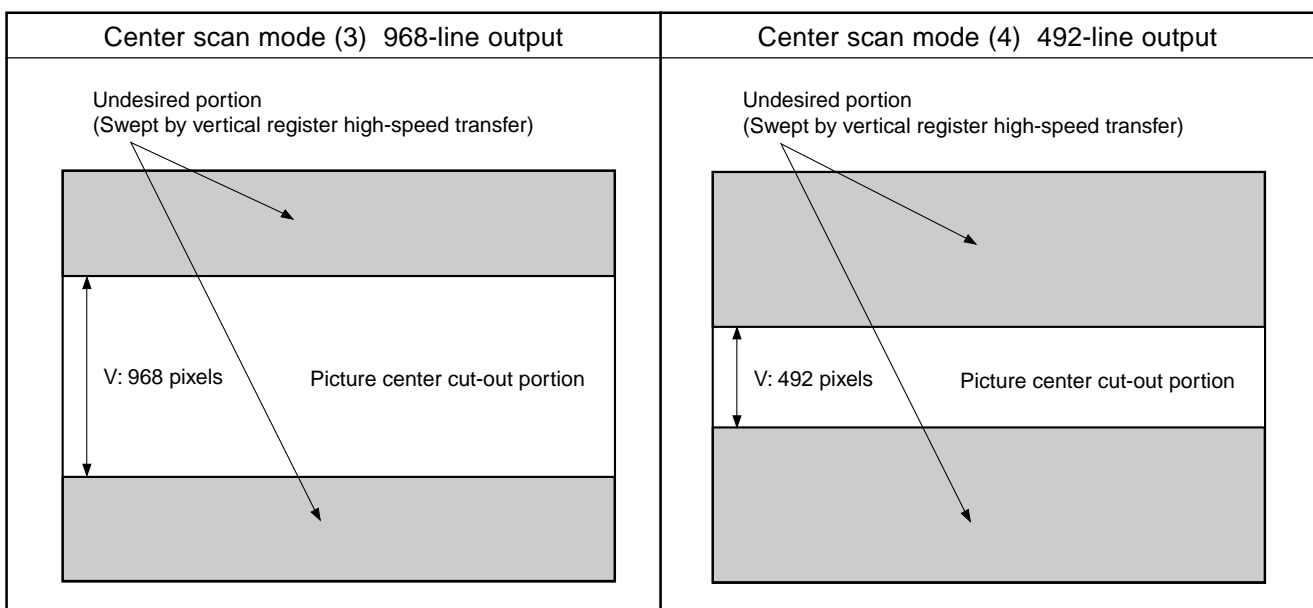 Center scan mode (3)  968-line output
Undesired portion
(Swept by vertical register high-speed transfer)
V: 968 pixels
Picture center cut-out portion
Center scan mode (4)  492-line output
Undesired portion
(Swept by vertical register high-speed transfer)
V: 492 pixels
Picture center cut-out portion